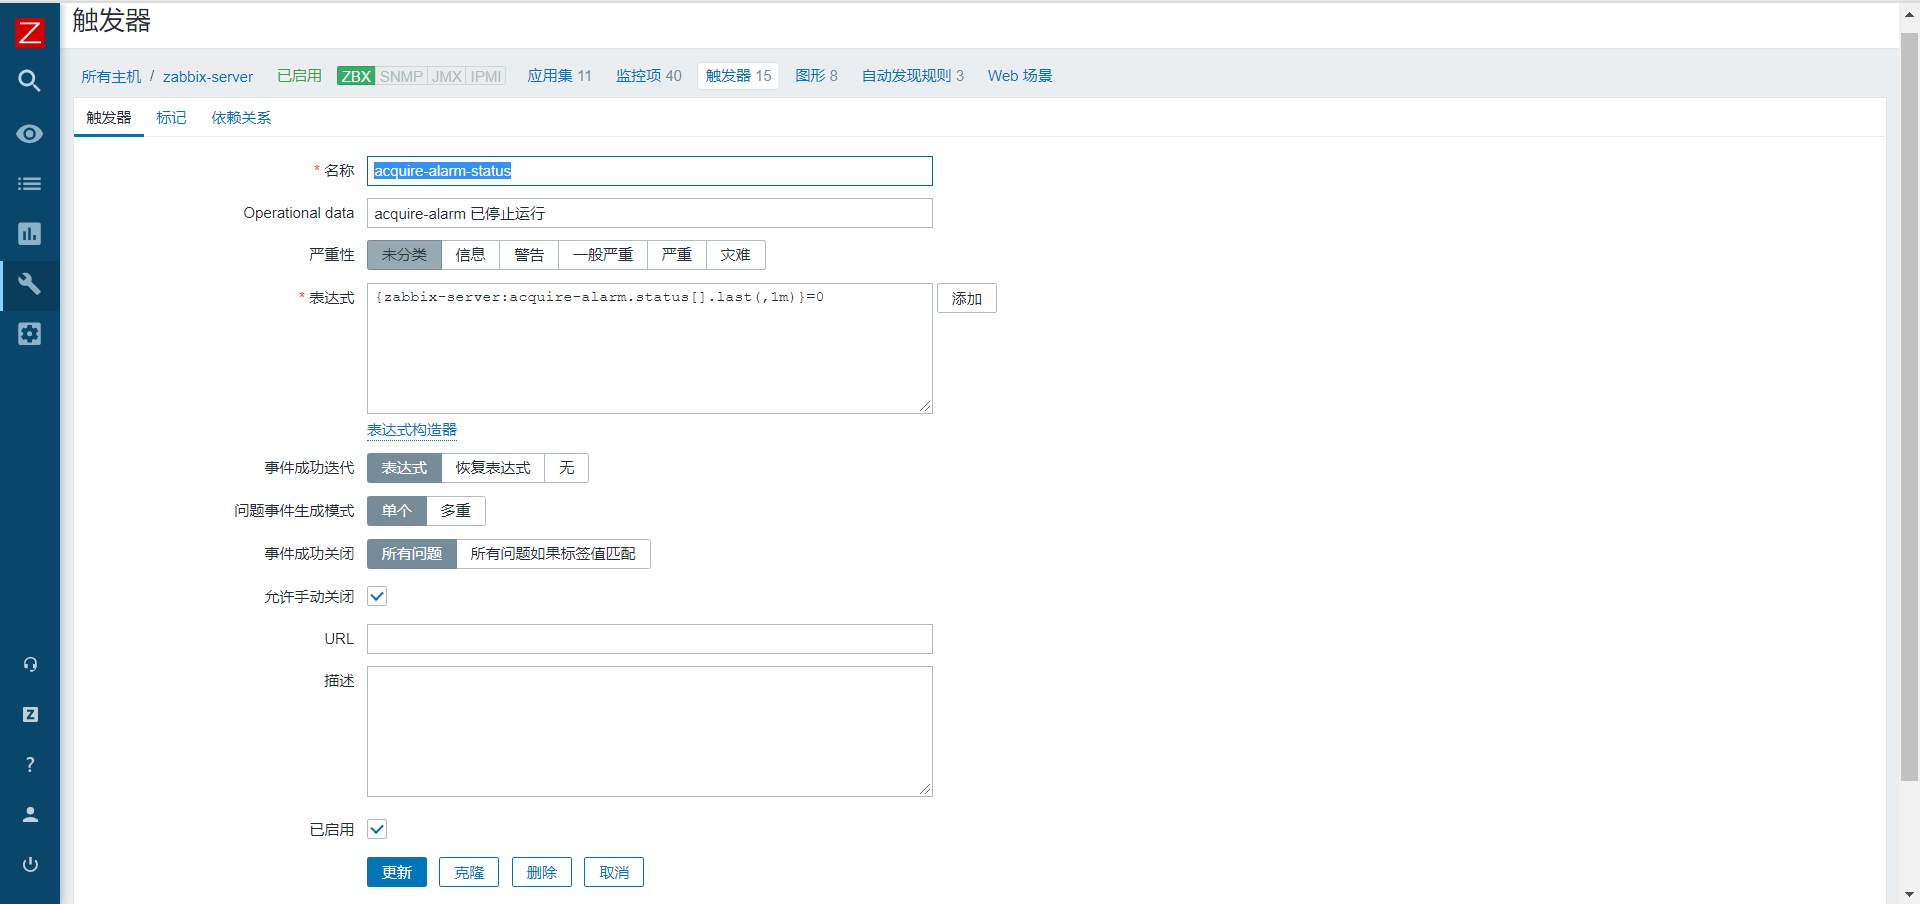 触发器
所有主机 / zabbix-server 已启用 ZBX SNMP JMX IPMI 应用集 11 监控项 40 触发器 15 图形 8 自动发现规则 3 Web 场景
触发器 标记 依赖关系
* 名称 acquire-alarm-status
Operational data acquire-alarm 已停止运行
严重性 未分类 信息 警告 一般严重 严重 灾难
* 表达式 {zabbix-server:acquire-alarm.status[].last(,1m)}=0 添加
表达式构造器
事件成功迭代 表达式 恢复表达式 无
问题事件生成模式 单个 多重
事件成功关闭 所有问题 所有问题如果标签值匹配
允许手动关闭
URL
描述
已启用
更新 克隆 删除 取消